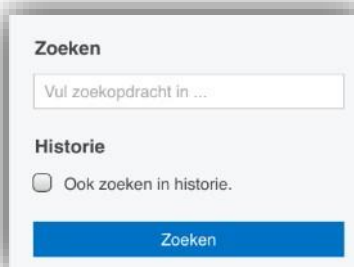 Zoeken
Vul zoekopdracht in ...
Historie
Ook zoeken in historie.
Zoeken